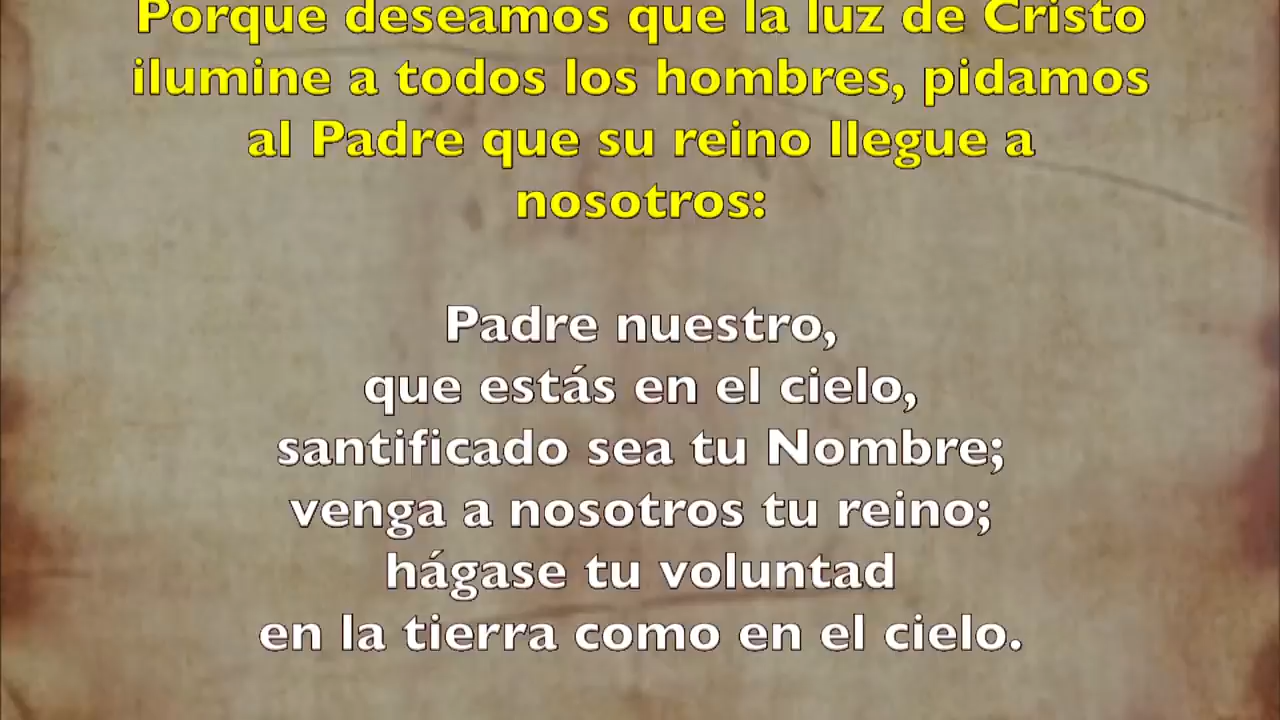 Porque deseamos que la luz de Cristo
ilumine a todos los hombres, pidamos
al Padre que su reino llegue a
nosotros:
Padre nuestro,
que estás en el cielo,
santificado sea tu Nombre;
venga a nosotros tu reino;
hágase tu voluntad
en la tierra como en el cielo.